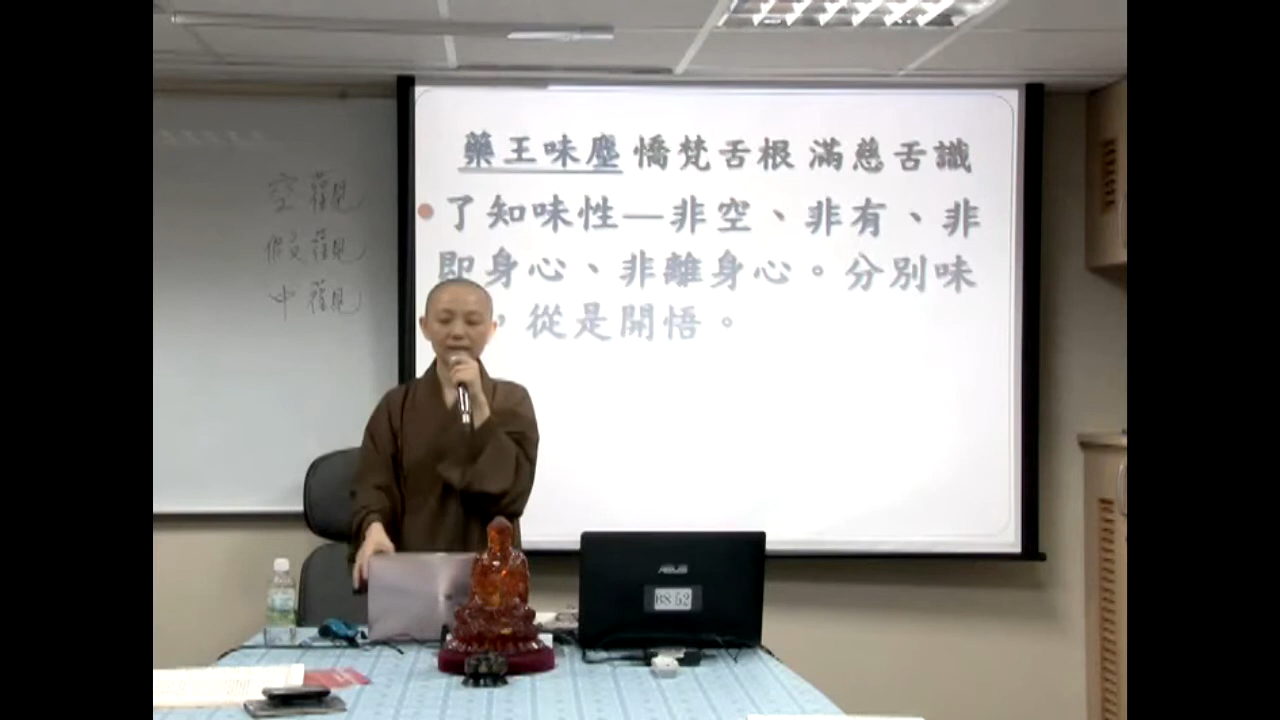 藥王味塵 憍梵舌根 滿慈舌識
了知味性—非空、非有、非
即身心、非離身心。分別味
，從是開悟。
空觀
假觀
中觀
ASUS
BS 52